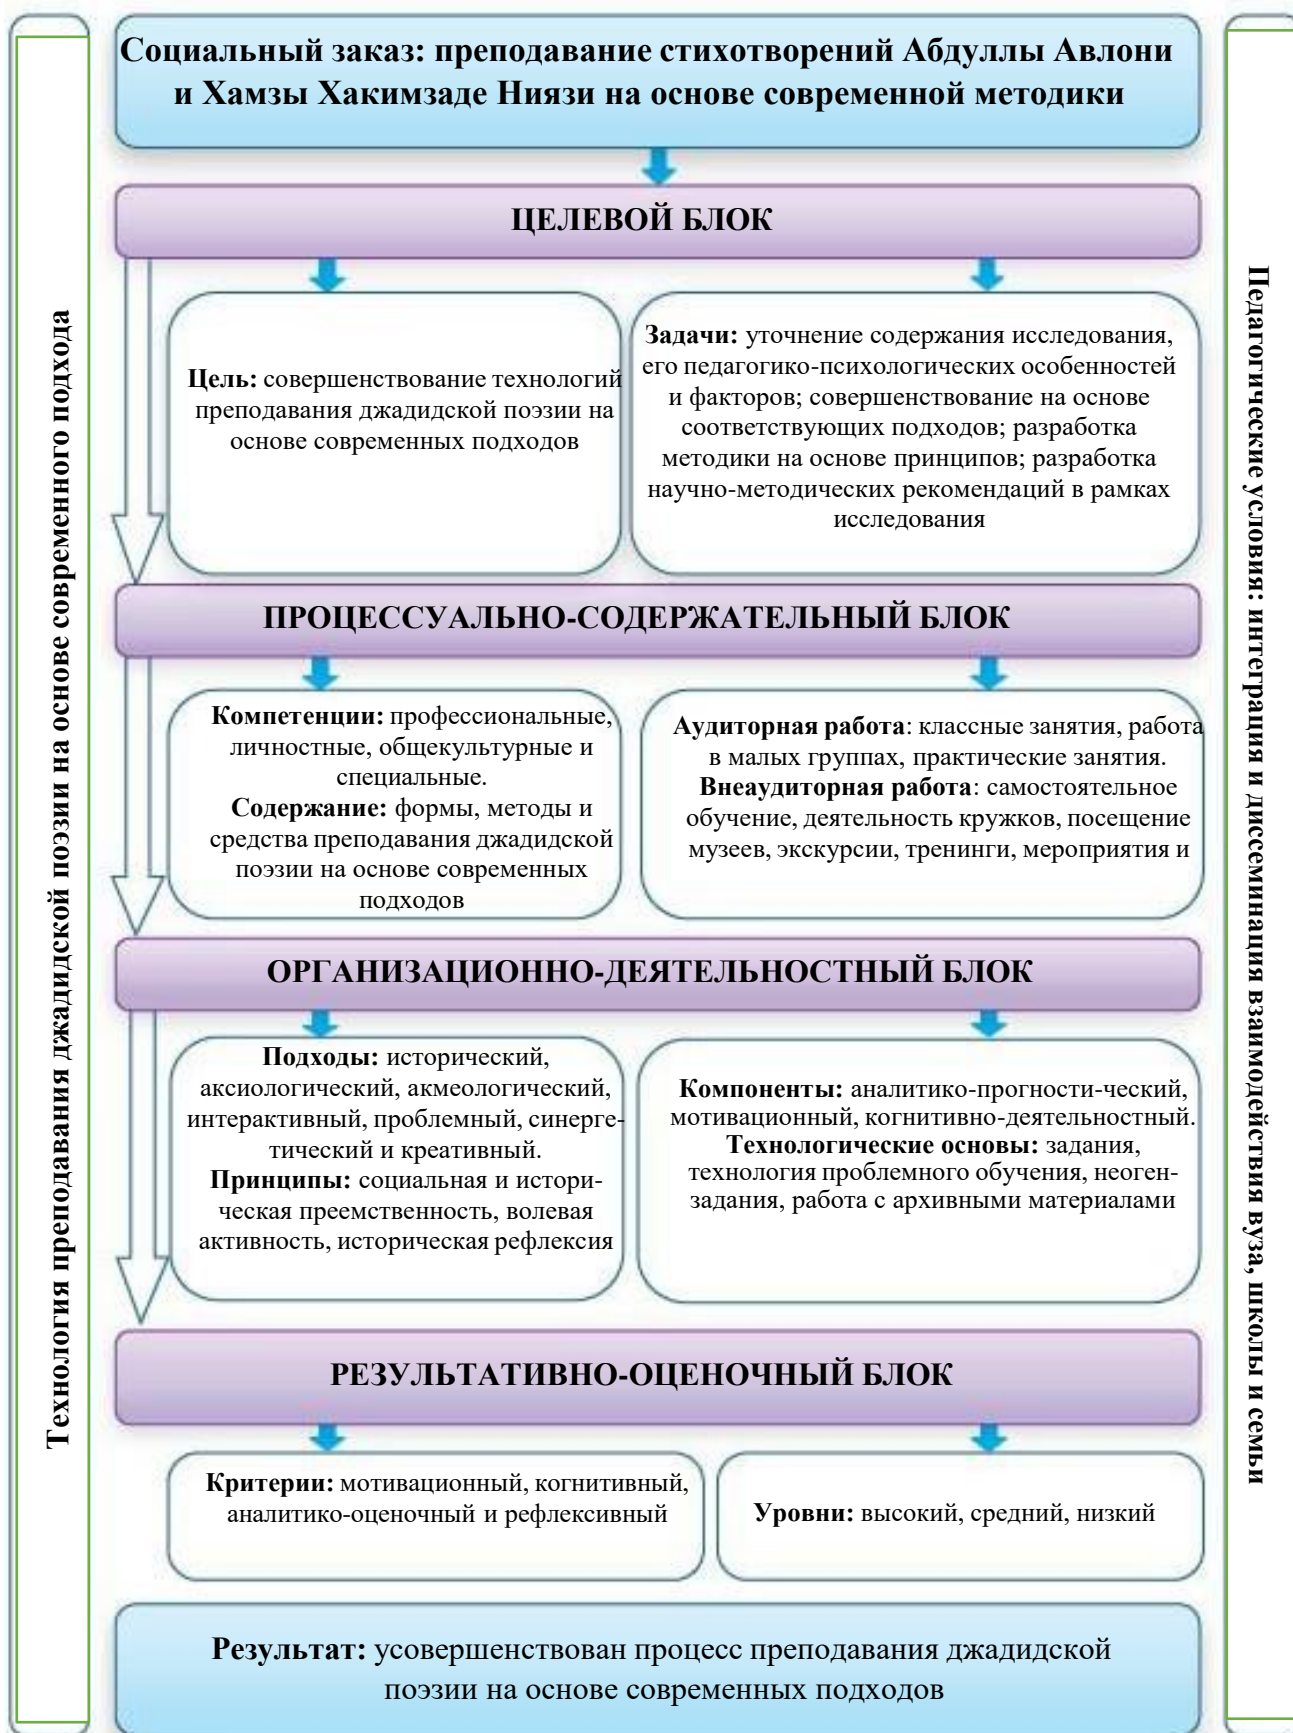 Социальный заказ: преподавание стихотворений Абдуллы Авлони
и Хамзы Хакимзаде Ниязи на основе современной методики
Технология преподавания джадидской поэзии на основе современного подхода
ЦЕЛЕВОЙ БЛОК
Цель: совершенствование технологий
преподавания джадидской поэзии на
основе современных подходов
Задачи: уточнение содержания исследования,
его педагогико-психологических особенностей
и факторов; совершенствование на основе
соответствующих подходов; разработка
методики на основе принципов; разработка
научно-методических рекомендаций в рамках
исследования
ПРОЦЕССУАЛЬНО-СОДЕРЖАТЕЛЬНЫЙ БЛОК
Компетенции: профессиональные,
личностные, общекультурные и
специальные.
Содержание: формы, методы и
средства преподавания джадидской
поэзии на основе современных
подходов
Аудиторная работа: классные занятия, работа
в малых группах, практические занятия.
Внеаудиторная работа: самостоятельное
обучение, деятельность кружков, посещение
музеев, экскурсии, тренинги, мероприятия и
ОРГАНИЗАЦИОННО-ДЕЯТЕЛЬНОСТНЫЙ БЛОК
Подходы: исторический,
аксиологический, акмеологический,
интерактивный, проблемный, синерге-
тический и креативный.
Принципы: социальная и истори-
ческая преемственность, волевая
активность, историческая рефлексия
Компоненты: аналитико-прогности-ческий,
мотивационный, когнитивно-деятельностный.
Технологические основы: задания,
технология проблемного обучения, неоген-
задания, работа с архивными материалами
РЕЗУЛЬТАТИВНО-ОЦЕНОЧНЫЙ БЛОК
Критерии: мотивационный, когнитивный,
аналитико-оценочный и рефлексивный
Уровни: высокий, средний, низкий
Результат: усовершенствован процесс преподавания джадидской
поэзии на основе современных подходов
Педагогические условия: интеграция и диссеминация взаимодействия вуза, школы и семьи